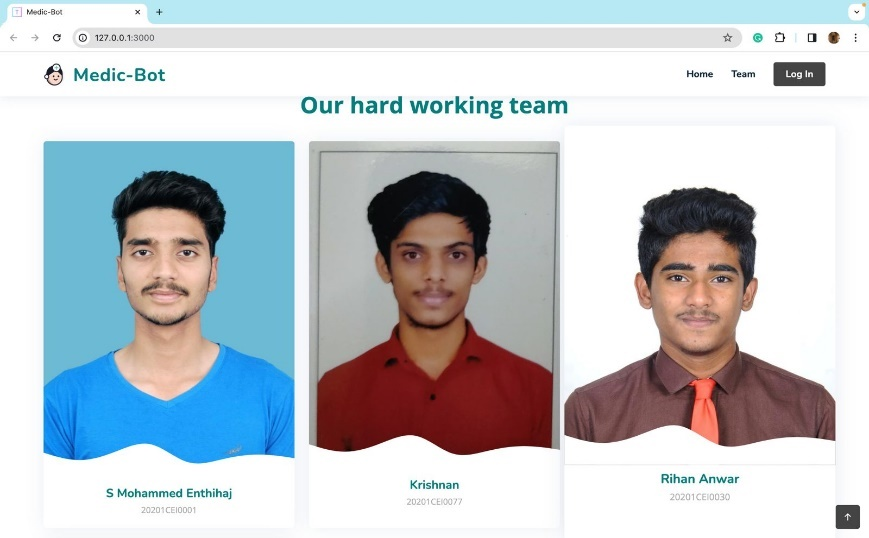 Medic-Bot
127.0.0.1:3000
Medic-Bot
Home Team Log In
Our hard working team
S Mohammed Enthihaj
20201CEI0001
Krishnan
20201CEI0077
Rihan Anwar
20201CEI0030